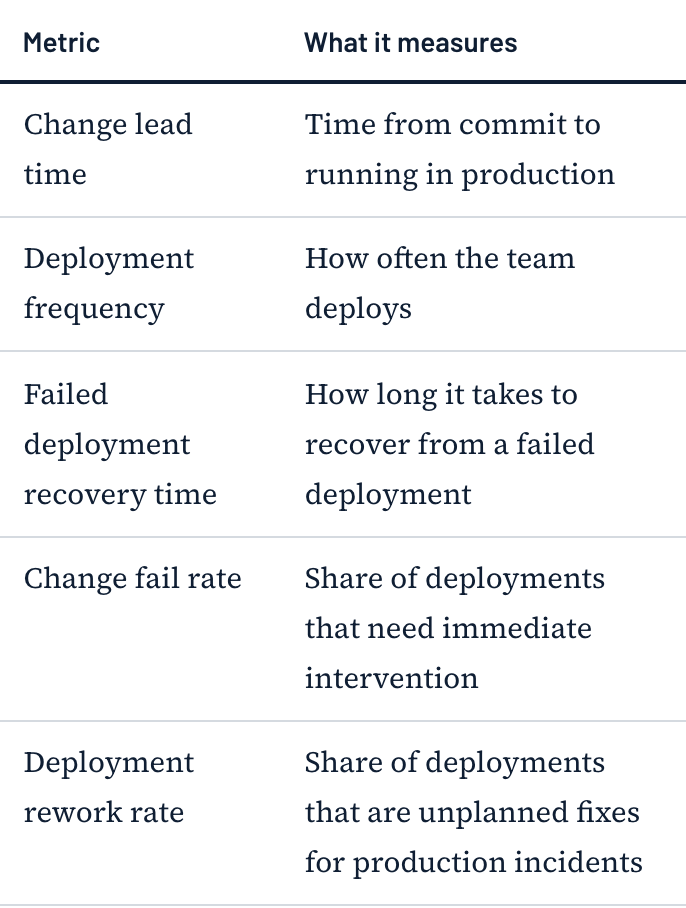 Metric
What it measures
Change lead
time
Time from commit to
running in production
Deployment
frequency
How often the team
deploys
Failed
deployment
recovery time
How long it takes to
recover from a failed
deployment
Change fail rate
Share of deployments
that need immediate
intervention
Deployment
rework rate
Share of deployments
that are unplanned fixes
for production incidents